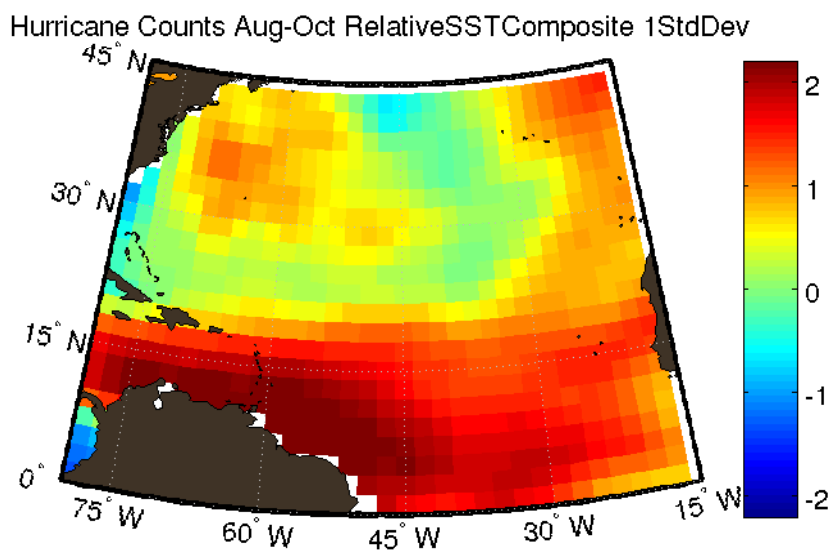 Hurricane Counts Aug-Oct RelativeSSTComposite 1StdDev
45° N
30° N
15° N
0°
75° W
60° W
45° W
30° W
15° W
2
1
0
-1
-2